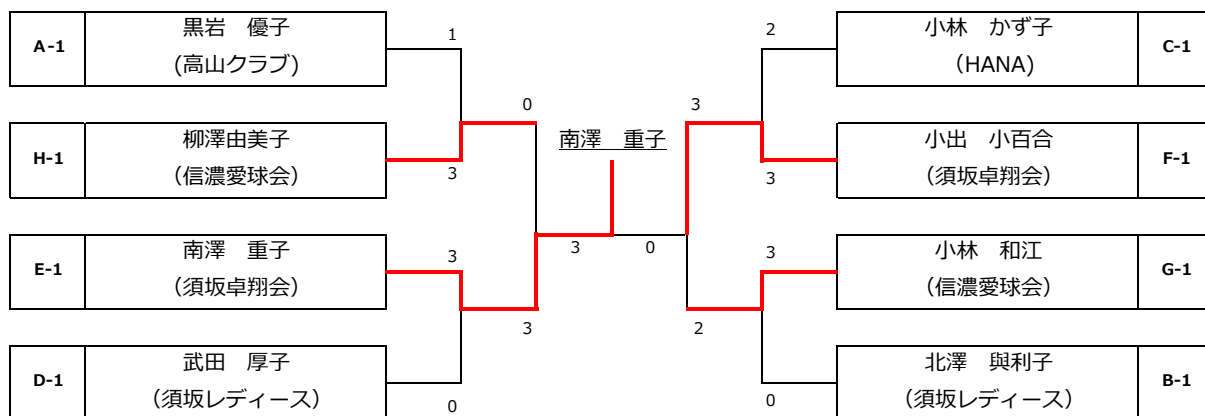 A-1
黒岩　優子
(高山クラブ)
1
H-1
柳澤由美子
（信濃愛球会）
3
0
E-1
南澤　重子
（須坂卓翔会）
3
D-1
武田　厚子
（須坂レディース）
0
3
南澤　重子
3
0
2
小林　かず子
（HANA）
C-1
3
小出　小百合
（須坂卓翔会）
F-1
3
3
小林　和江
（信濃愛球会）
G-1
2
北澤　與利子
（須坂レディース）
B-1
0